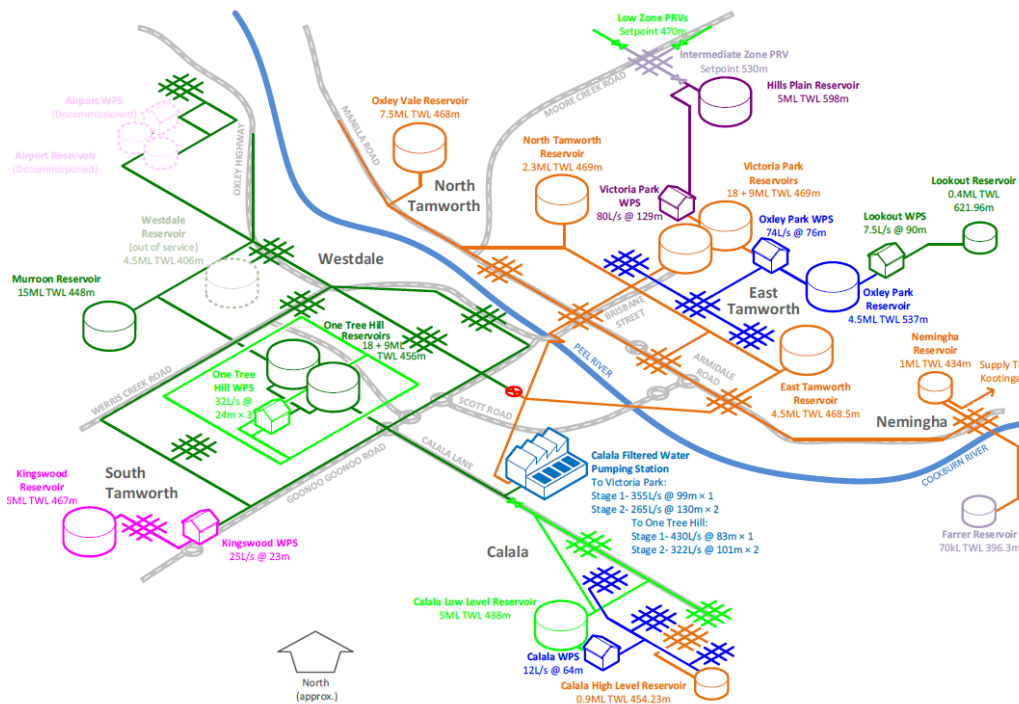 Low Zone PRVs
Setpoint 470m
Intermediate Zone PRV
Setpoint 530m
Hills Plain Reservoir
5ML TWL 598m
MOORE CREEK ROAD
Airport WPS
(Decommissioned)
Airport Reservoir
(Decommissioned)
OXLEY HIGHWAY
MANILLA ROAD
Oxley Vale Reservoir
7.5ML TWL 468m
North Tamworth
Reservoir
2.3ML TWL 469m
North
Tamworth
Victoria Park
WPS
80L/s @ 129m
Victoria Park
Reservoirs
18 + 9ML TWL 469m
Oxley Park WPS
74L/s @ 76m
Lookout WPS
7.5L/s @ 90m
Lookout Reservoir
0.4ML TWL
621.96m
Westdale
Reservoir
(out of service)
4.5ML TWL 406m
Westdale
Murroon Reservoir
15ML TWL 448m
East
Tamworth
Oxley Park
Reservoir
4.5ML TWL 537m
BRISBANE
STREET
PEEL RIVER
ARMIDALE
ROAD
One Tree Hill
Reservoirs
18 + 9ML
TWL 456m
One Tree
Hill WPS
32L/s @
24m × 3
WERRIS CREEK ROAD
SCOTT ROAD
CALALA LANE
GOONOO GOONOO ROAD
East Tamworth
Reservoir
4.5ML TWL 468.5m
Nemingha
Reservoir
1ML TWL 434m
Supply T
Kootinga
Nemingha
COCKBURN RIVER
Farrer Reservoir
70kL TWL 396.3m
South
Tamworth
Kingswood
Reservoir
5ML TWL 467m
Kingswood WPS
25L/s @ 23m
Calala Filtered Water
Pumping Station
To Victoria Park:
Stage 1- 355L/s @ 99m × 1
Stage 2- 265L/s @ 130m × 2
To One Tree Hill:
Stage 1- 430L/s @ 83m × 1
Stage 2- 322L/s @ 101m × 2
Calala
Calala Low Level Reservoir
5ML TWL 438m
Calala WPS
12L/s @ 64m
Calala High Level Reservoir
0.9ML TWL 454.23m
North
(approx.)